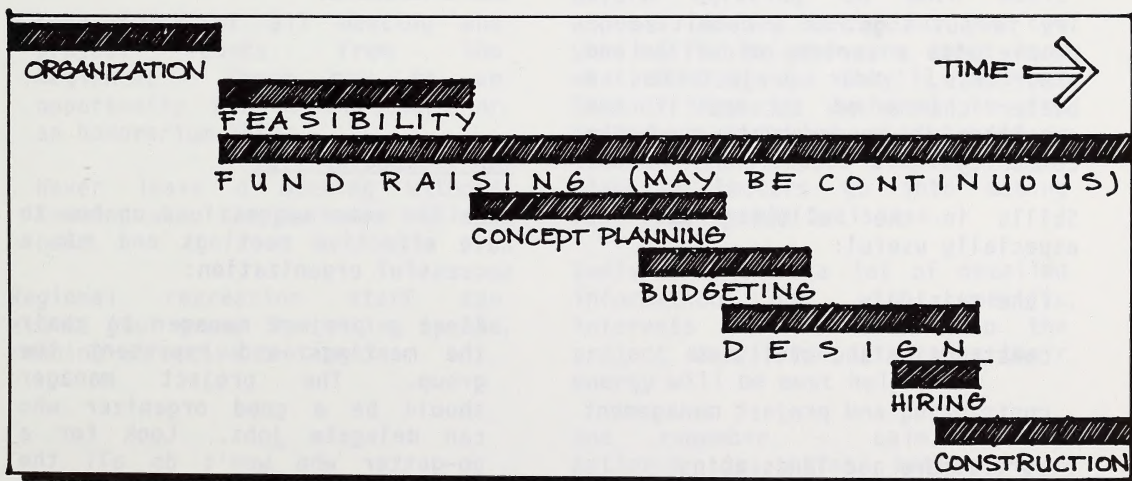 ORGANIZATION
TIME
FEASIBILITY
FUND RAISING (MAY BE CONTINUOUS)
CONCEPT PLANNING
BUDGETING
DESIGN
HIRING
CONSTRUCTION